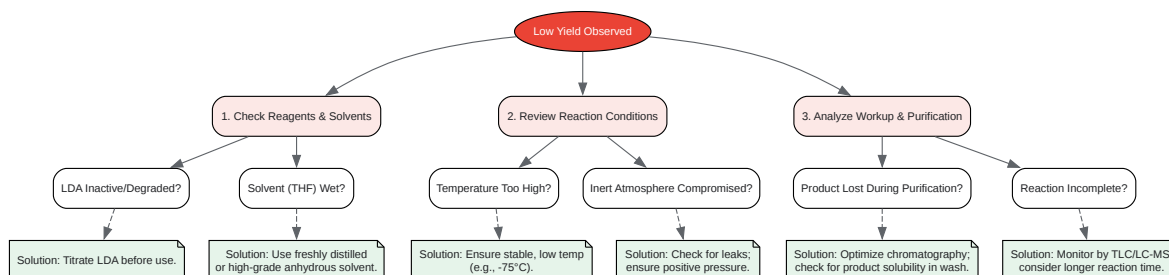 Low Yield Observed
1. Check Reagents & Solvents
2. Review Reaction Conditions
3. Analyze Workup & Purification
LDA Inactive/Degraded?
Solvent (THF) Wet?
Temperature Too High?
Inert Atmosphere Compromised?
Product Lost During Purification?
Reaction Incomplete?
Solution: Titrate LDA before use.
Solution: Use freshly distilled
or high-grade anhydrous solvent.
Solution: Ensure stable, low temp
(e.g., -75°C).
Solution: Check for leaks;
ensure positive pressure.
Solution: Optimize chromatography;
check for product solubility in wash.
Solution: Monitor by TLC/LC-MS
consider longer reaction time.